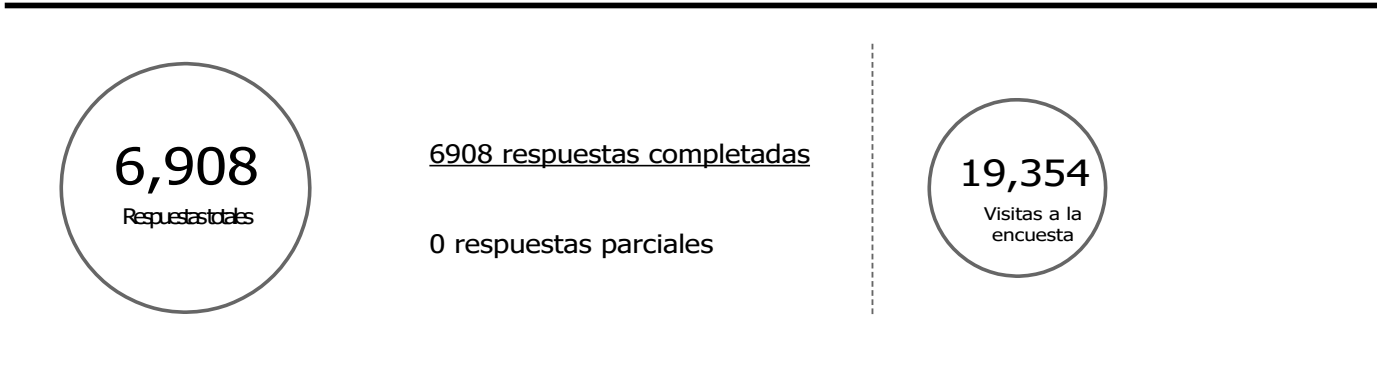 6,908
Respuestas totales
6908 respuestas completadas
0 respuestas parciales
19,354
Visitas a la
encuesta